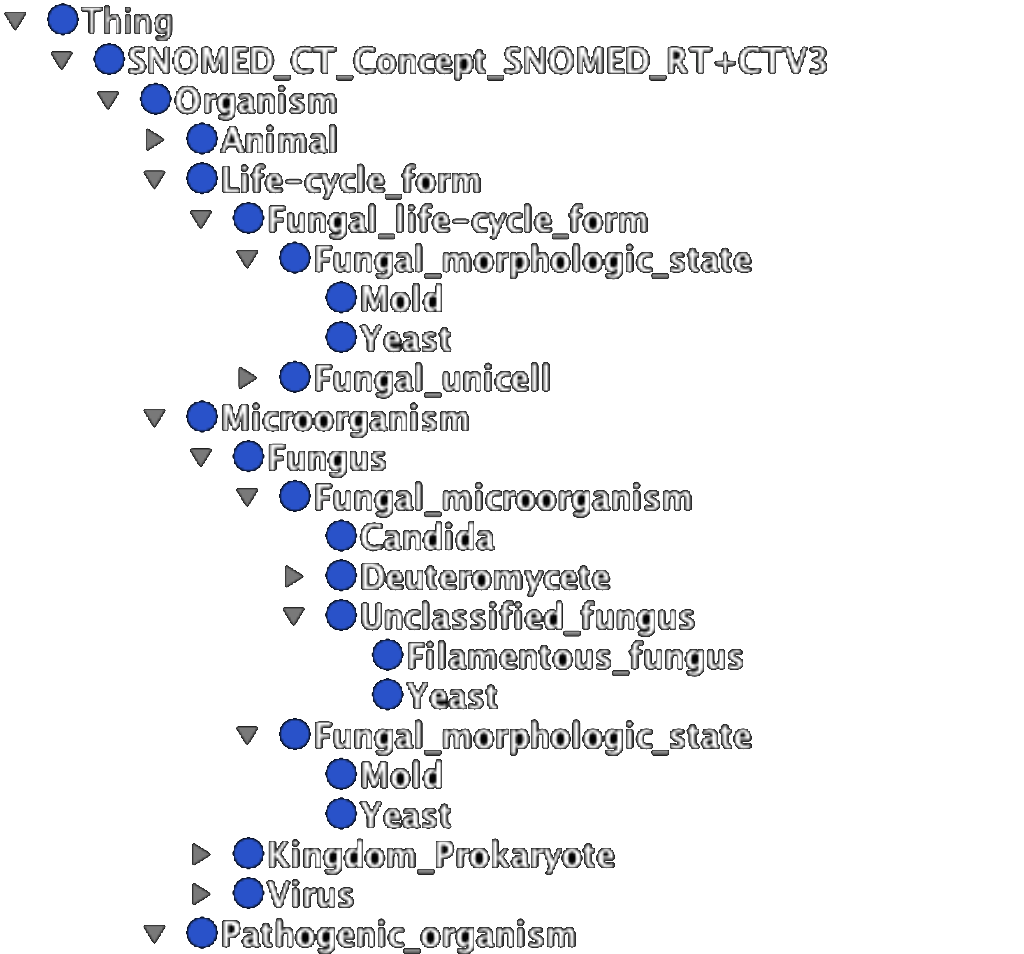 Thing
SNOMED_CT_Concept_SNOMED_RT+CTV3
Organism
Animal
Life-cycle_form
Fungal_life-cycle_form
Fungal_morphologic_state
Mold
Yeast
Fungal_unicell
Microorganism
Fungus
Fungal_microorganism
Candida
Deuteromycete
Unclassified_fungus
Filamentous_fungus
Yeast
Fungal_morphologic_state
Mold
Yeast
Kingdom_Prokaryote
Virus
Pathogenic_organism